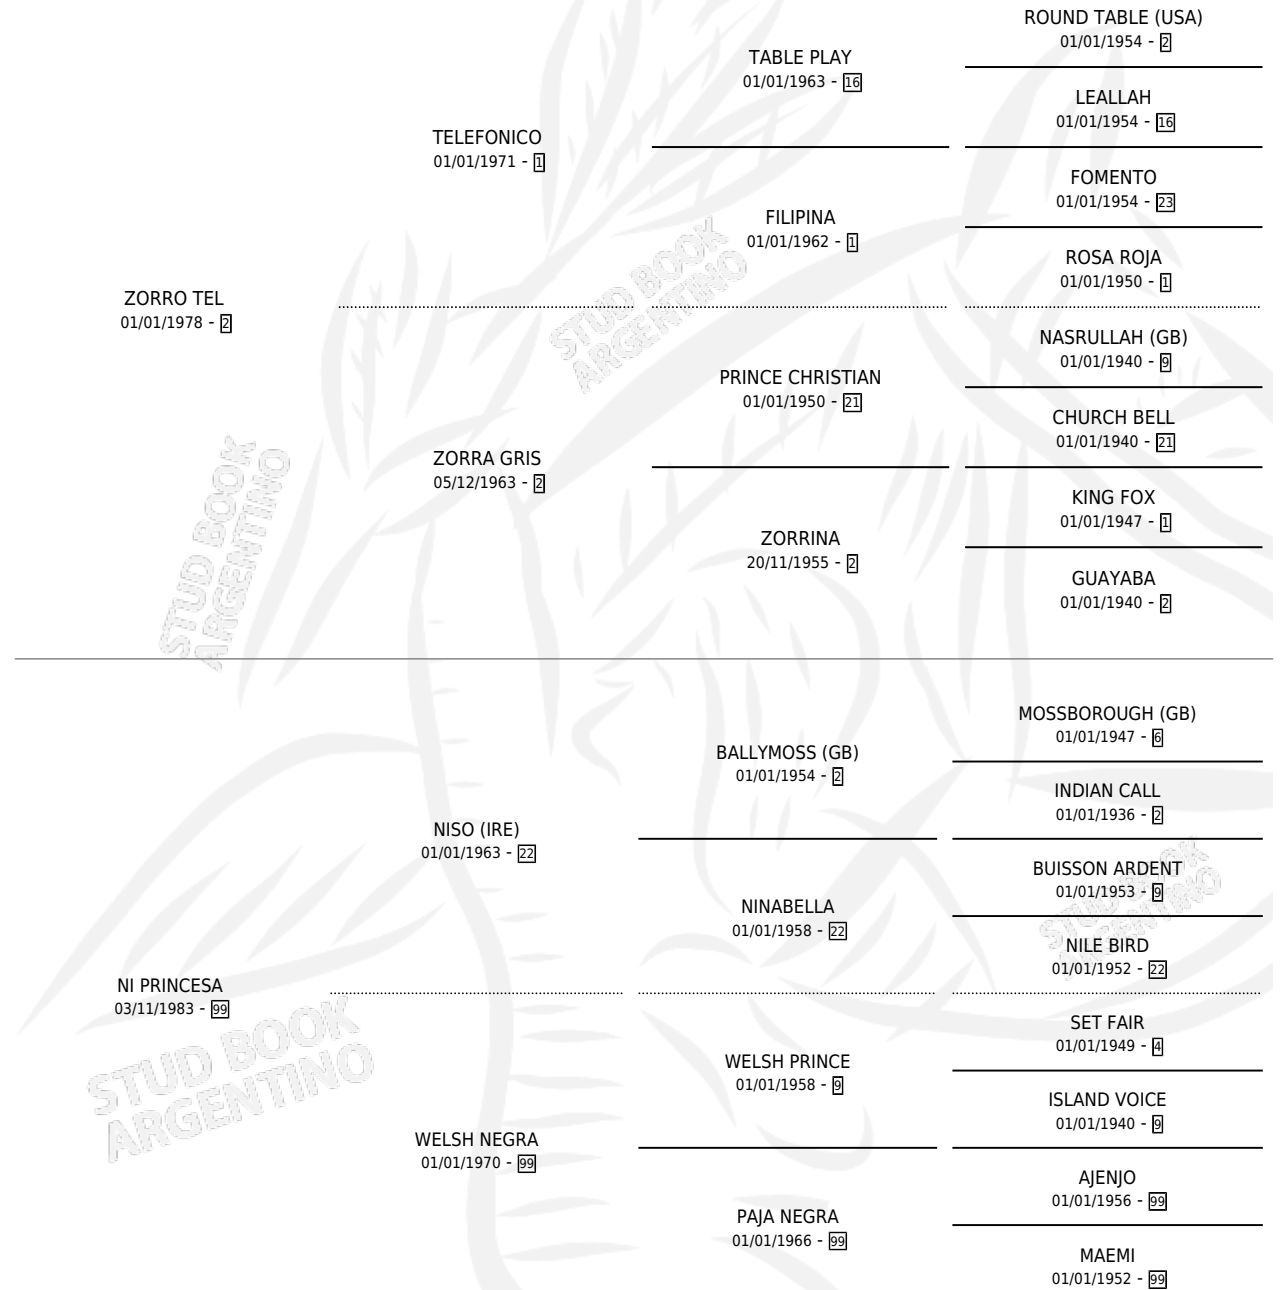 ROUND TABLE (USA)
01/01/1954 - 2
TABLE PLAY
01/01/1963 - 16
LEALLAH
01/01/1954 - 16
TELEFONICO
01/01/1971 - 1
FOMENTO
01/01/1954 - 23
FILIPINA
01/01/1962 - 1
ROSA ROJA
01/01/1950 - 1
STUD BOOK
ARGENTINO
ZORRO TEL
01/01/1978 - 2
NASRULLAH (GB)
01/01/1940 - 9
PRINCE CHRISTIAN
01/01/1950 - 21
CHURCH BELL
01/01/1940 - 21
ZORRA GRIS
05/12/1963 - 2
KING FOX
01/01/1947 - 1
ZORRINA
20/11/1955 - 2
GUAYABA
01/01/1940 - 2
STUD BOOK
ARGENTINO
MOSSBOROUGH (GB)
01/01/1947 - 6
BALLYMOSS (GB)
01/01/1954 - 2
INDIAN CALL
01/01/1936 - 2
NISO (IRE)
01/01/1963 - 22
BUISSON ARDENT
01/01/1953 - 9
NINABELLA
01/01/1958 - 22
NILE BIRD
01/01/1952 - 22
STUD BOOK
ARGENTINO
NI PRINCESA
03/11/1983 - 99
SET FAIR
01/01/1949 - 4
WELSH PRINCE
01/01/1958 - 9
ISLAND VOICE
01/01/1940 - 9
STUD BOOK
ARGENTINO
WELSH NEGRA
01/01/1970 - 99
AJENJO
01/01/1956 - 99
PAJA NEGRA
01/01/1966 - 99
MAEMI
01/01/1952 - 99